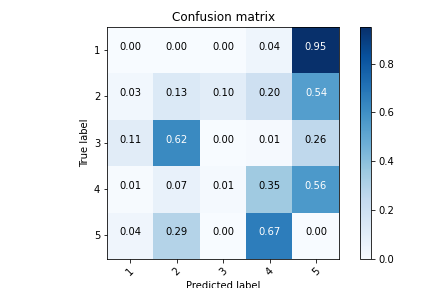 Confusion matrix
1 0.00 0.00 0.00 0.04 0.95
2 0.03 0.13 0.10 0.20 0.54
3 0.11 0.62 0.00 0.01 0.26
4 0.01 0.07 0.01 0.35 0.56
5 0.04 0.29 0.00 0.67 0.00
1 2 3 4 5
True label
Predicted label
0.8
0.6
0.4
0.2
0.0